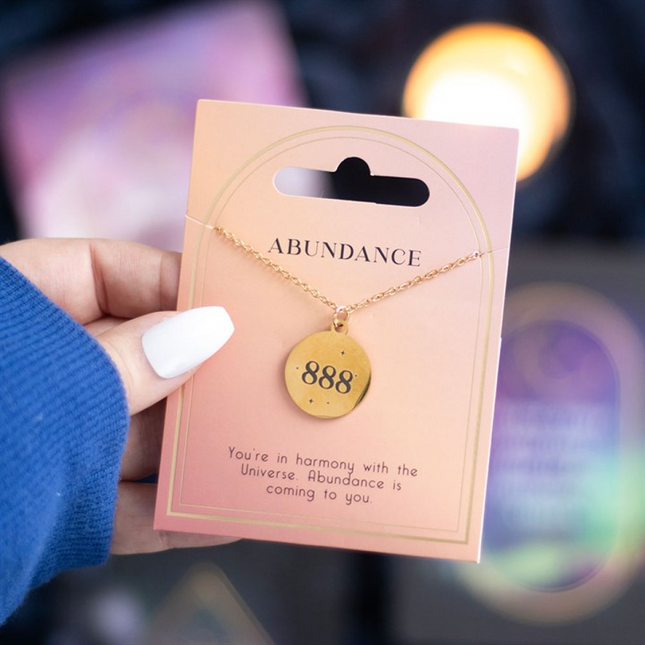 ABUNDANCE
888
You're in harmony with the
Universe. Abundance is
coming to you.